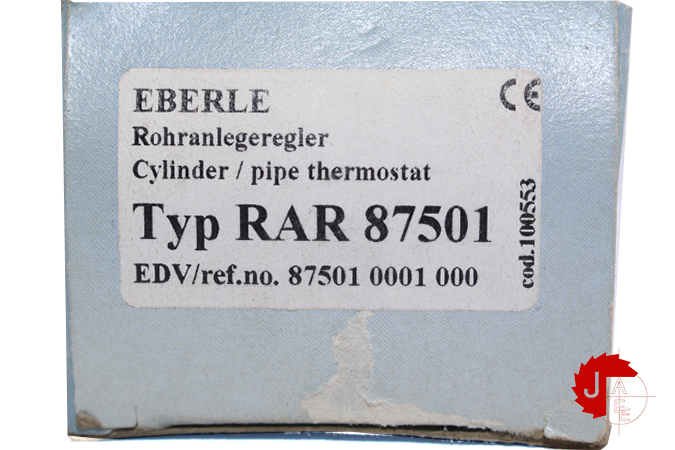 EBERLE
CE
Rohranlegeregler
Cylinder / pipe thermostat
Typ RAR 87501
EDV/ref.no. 87501 0001 000
cod.100553
J